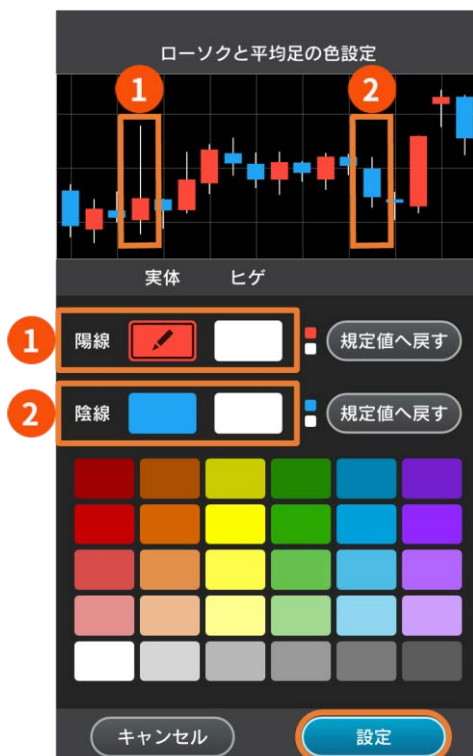 ローソクと平均足の色設定
1 2
実体 ヒゲ
1 陽線 規定値へ戻す
2 陰線 規定値へ戻す
キャンセル 設定